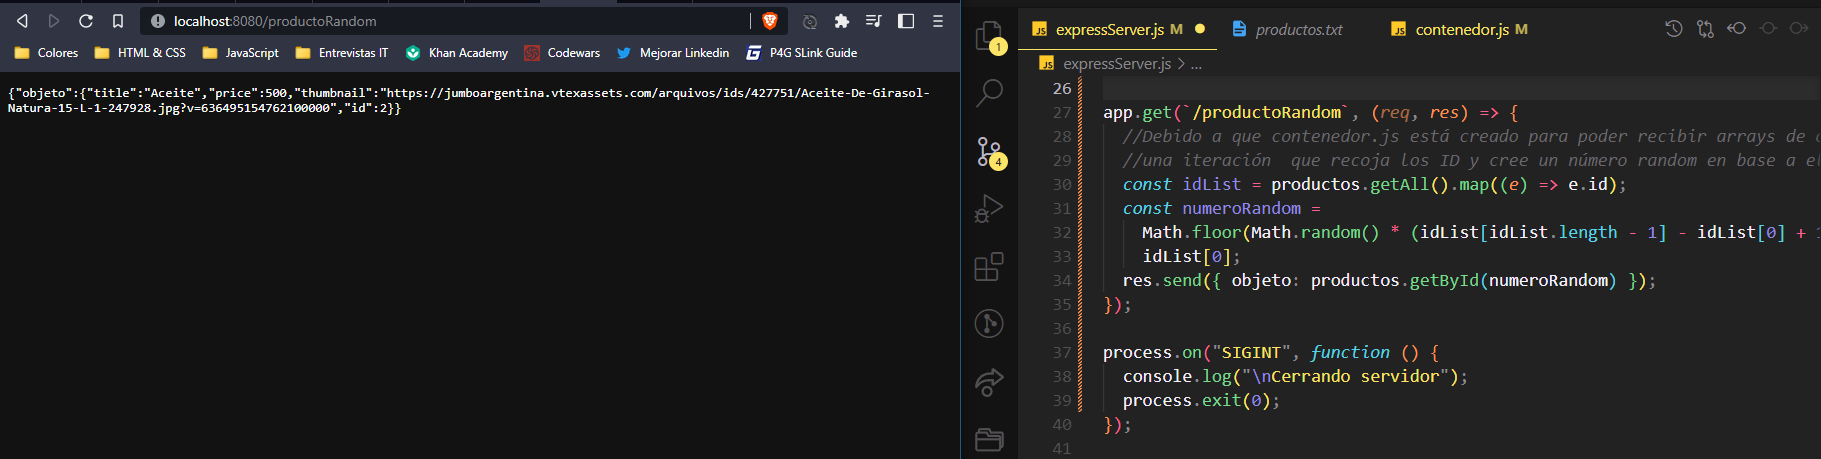 localhost:8080/productoRandom
Colores HTML & CSS JavaScript Entrevistas IT Khan Academy Codewars Mejorar Linkedin P4G SLink Guide
{"objeto":{"title":"Aceite","price":500,"thumbnail":"https://jumboargentina.vtexassets.com/arquivos/ids/427751/Aceite-De-Girasol-
Natura-15-L-1-247928.jpg?v=636495154762100000","id":2}}
1
4
JS expressServer.js M productos.txt JS contenedor.js M
JS expressServer.js > ...
26
27 app.get(`/productoRandom`, (req, res) => {
28 //Debido a que contenedor.js está creado para poder recibir arrays de
29 //una iteración  que recoja los ID y cree un número random en base a
30 const idList = productos.getAll().map((e) => e.id);
31 const numeroRandom =
32 Math.floor(Math.random() * (idList[idList.length - 1] - idList[0] + 1
33 idList[0];
34 res.send({ objeto: productos.getById(numeroRandom) });
35 });
36
37 process.on("SIGINT", function () {
38 console.log("\nCerrando servidor");
39 process.exit(0);
40 });
41